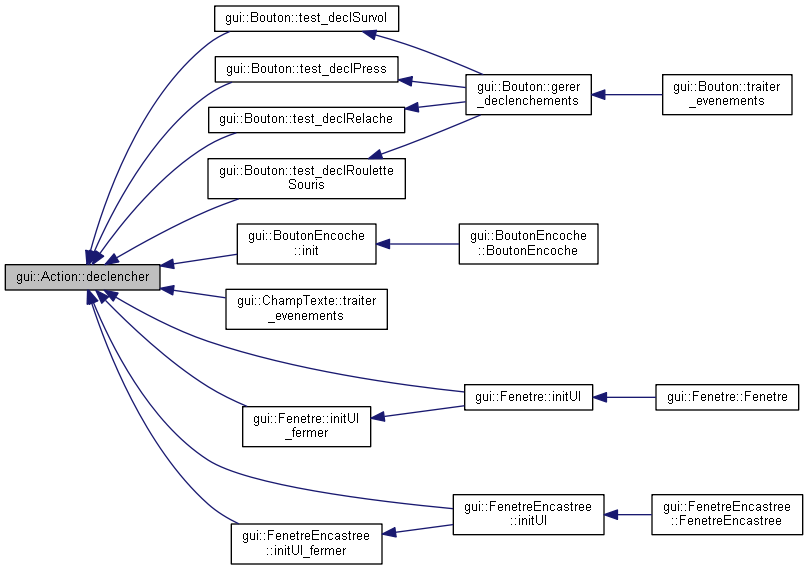 gui::Bouton::test_declSurvol
gui::Bouton::test_declPress
gui::Bouton::gerer
_declenchements
gui::Bouton::traiter
_evenements
gui::Bouton::test_declRelache
gui::Bouton::test_declRoulette
Souris
gui::BoutonEncoche
::init
gui::BoutonEncoche
::BoutonEncoche
gui::Action::declencher
gui::ChampTexte::traiter
_evenements
gui::Fenetre::initUI
gui::Fenetre::Fenetre
gui::Fenetre::initUI
_fermer
gui::FenetreEncastree
::initUI
gui::FenetreEncastree
::FenetreEncastree
gui::FenetreEncastree
::initUI_fermer